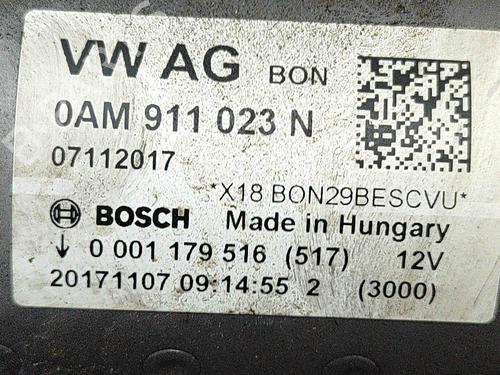 VW AG BON
0AM 911 023 N
07112017
*X18 BON29BESCVU*
BOSCH Made in Hungary
↓ 0 001 179 516 (517) 12V
20171107 09:14:55 2 (3000)